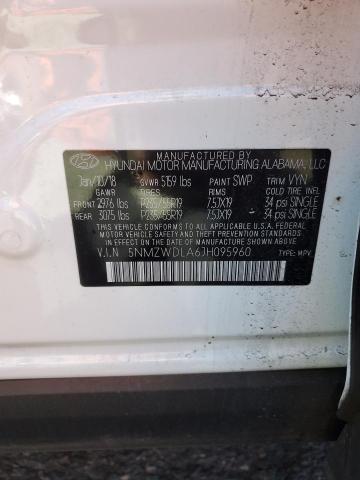 MANUFACTURED BY
HYUNDAI MOTOR MANUFACTURING ALABAMA, LLC
Jan/10/18 GVWR 5159 lbs PAINT SWP TRIM VYN
GAWR TIRES RIMS COLD TIRE INFL
FRONT 2976 lbs P235/55R19 7.5JX19 34 psi SINGLE
REAR 3075 lbs P235/55R19 7.5JX19 34 psi SINGLE
THIS VEHICLE CONFORMS TO ALL APPLICABLE U.S.A. FEDERAL
MOTOR VEHICLE SAFETY STANDARDS IN
EFFECT ON THE DATE OF MANUFACTURE SHOWN ABOVE.
V.I.N 5NMZWDLA6JH095960
TYPE: MPV